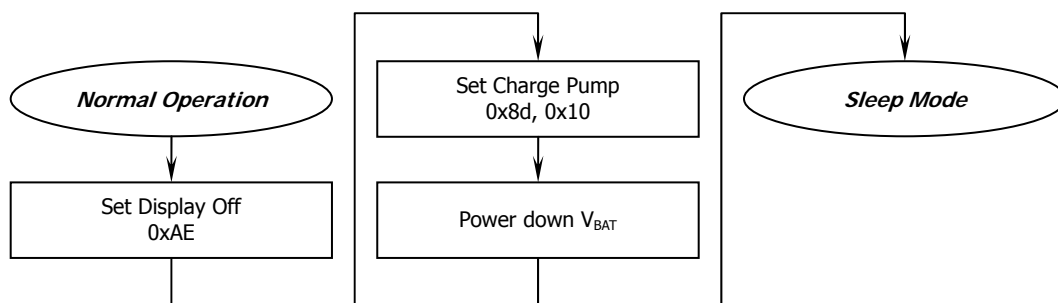 Normal Operation
Set Display Off
0xAE
Set Charge Pump
0x8d, 0x10
Power down VBAT
Sleep Mode